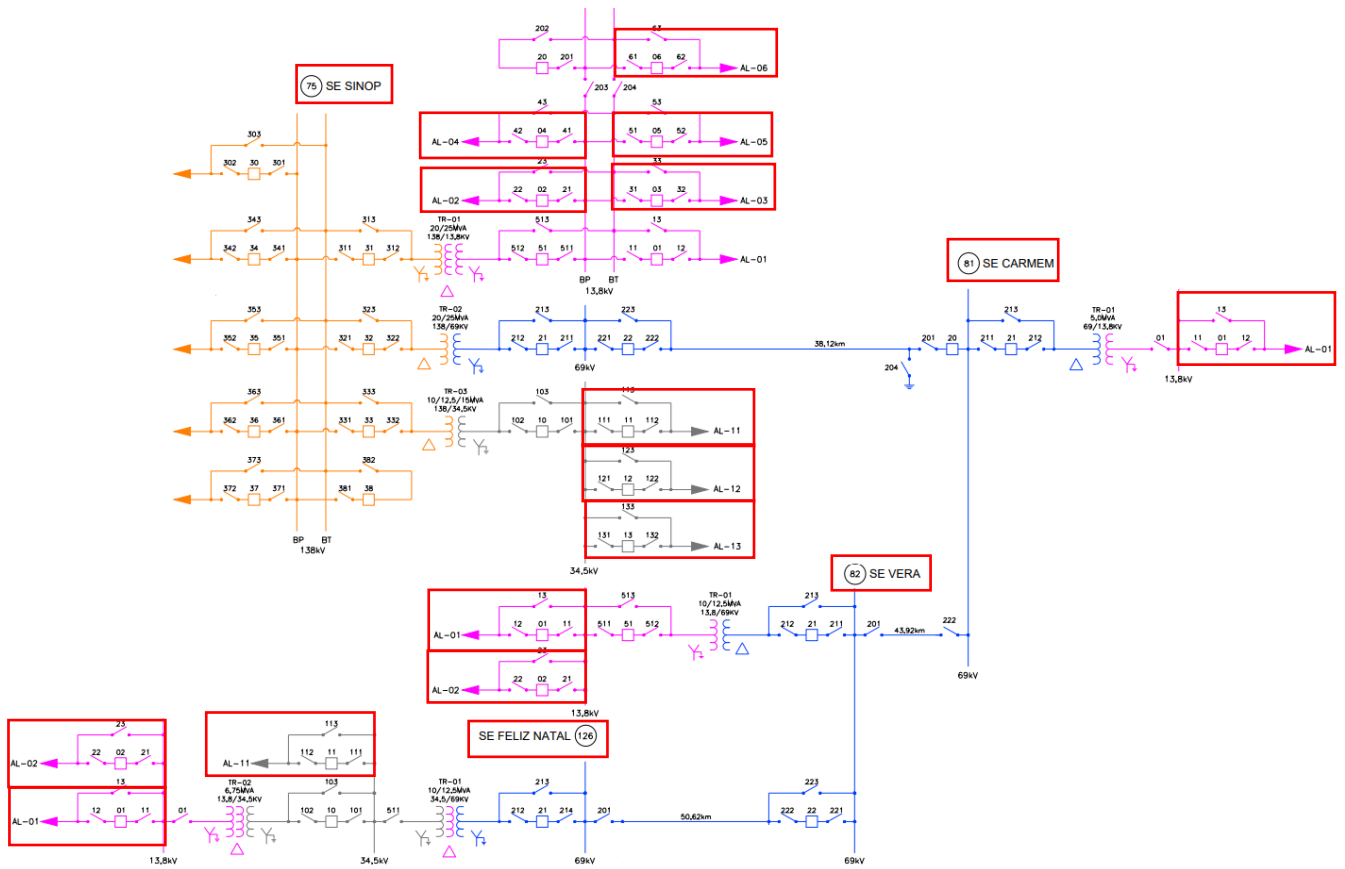 202
63
20 201
61 06 62
AL-06
75 SE SINOP
203 204
43
53
303
AL-04
42 04 41
51 05 52
AL-05
302 30 301
23
33
AL-02
22 02 21
31 03 32
AL-03
343
313
TR-01
20/25MVA
138/13,8KV
513
13
342 34 341
311 31 312
512 51 511
11 01 12
AL-01
81 SE CARMEM
BP BT
13,8kV
353
323
TR-02
20/25MVA
138/69KV
213
223
213
TR-01
5,0MVA
69/13,8KV
13
352 35 351
321 32 322
212 21 211
221 22 222
38,12km
201 20
211 21 212
01
11 01 12
AL-01
204
69kV
13,8kV
363
333
TR-03
10/12,5/15MVA
138/34,5KV
103
113
362 36 361
331 33 332
102 10 101
111 11 112
AL-11
373
382
123
372 37 371
381 38
121 12 122
AL-12
133
BP BT
138kV
131 13 132
AL-13
34,5kV
82 SE VERA
13
513
TR-01
10/12,5MVA
13,8/69KV
213
AL-01
12 01 11
511 51 512
212 21 211
201
43,92km
222
23
AL-02
22 02 21
69kV
13,8kV
23
113
SE FELIZ NATAL 126
AL-02
22 02 21
AL-11
112 11 111
13
TR-02
6,75MVA
13,8/34,5KV
103
TR-01
10/12,5MVA
34,5/69KV
213
223
AL-01
12 01 11
01
102 10 101
511
212 21 214
201
50,62km
222 22 221
13,8kV
34,5kV
69kV
69kV